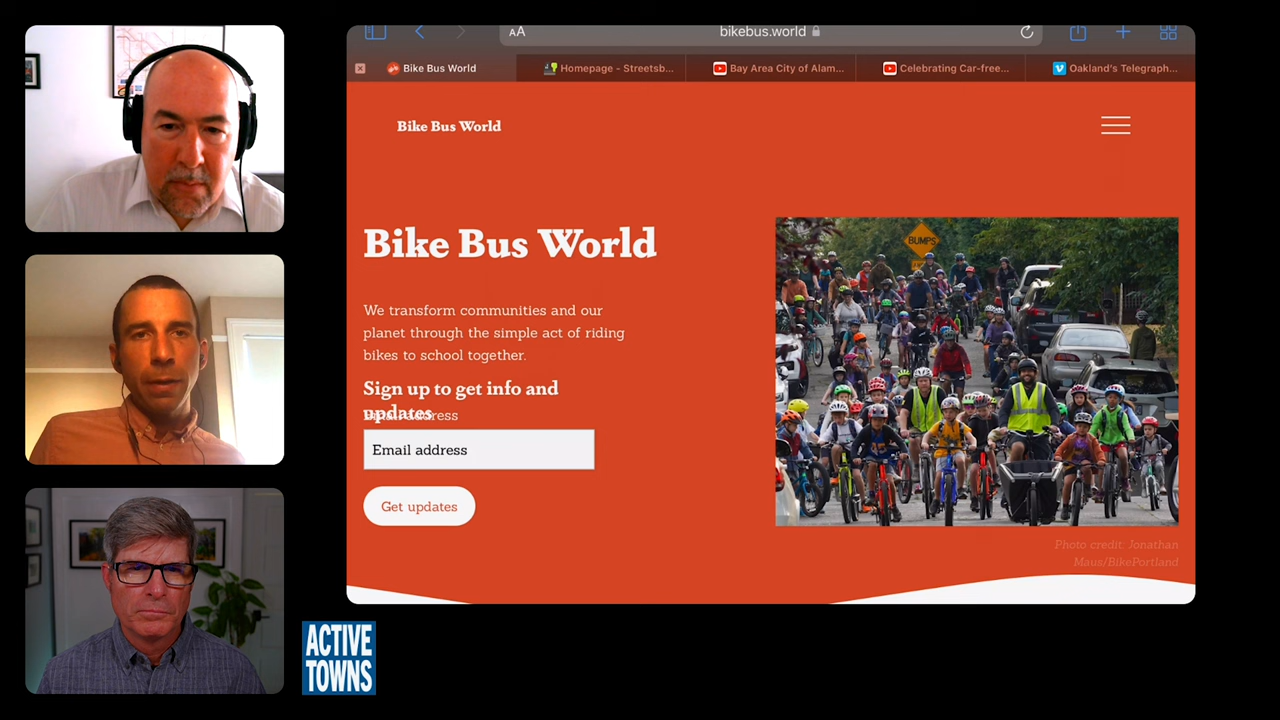 AA
bikebus.world
Bike Bus World
Homepage - Streetsb...
Bay Area City of Alam...
Celebrating Car-free...
Oakland's Telegraph...
Bike Bus World
Bike Bus World
We transform communities and our
planet through the simple act of riding
bikes to school together.
Sign up to get info and
updates
Email address
Email address
Get updates
BUMPS
Photo credit: Jonathan
Maus/BikePortland
ACTIVE
TOWNS